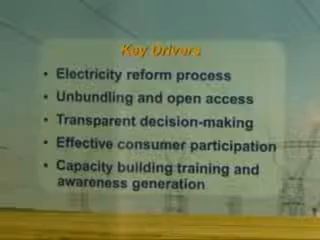 Key Drivers
• Electricity reform process
• Unbundling and open access
• Transparent decision-making
• Effective consumer participation
• Capacity building training and
awareness generation